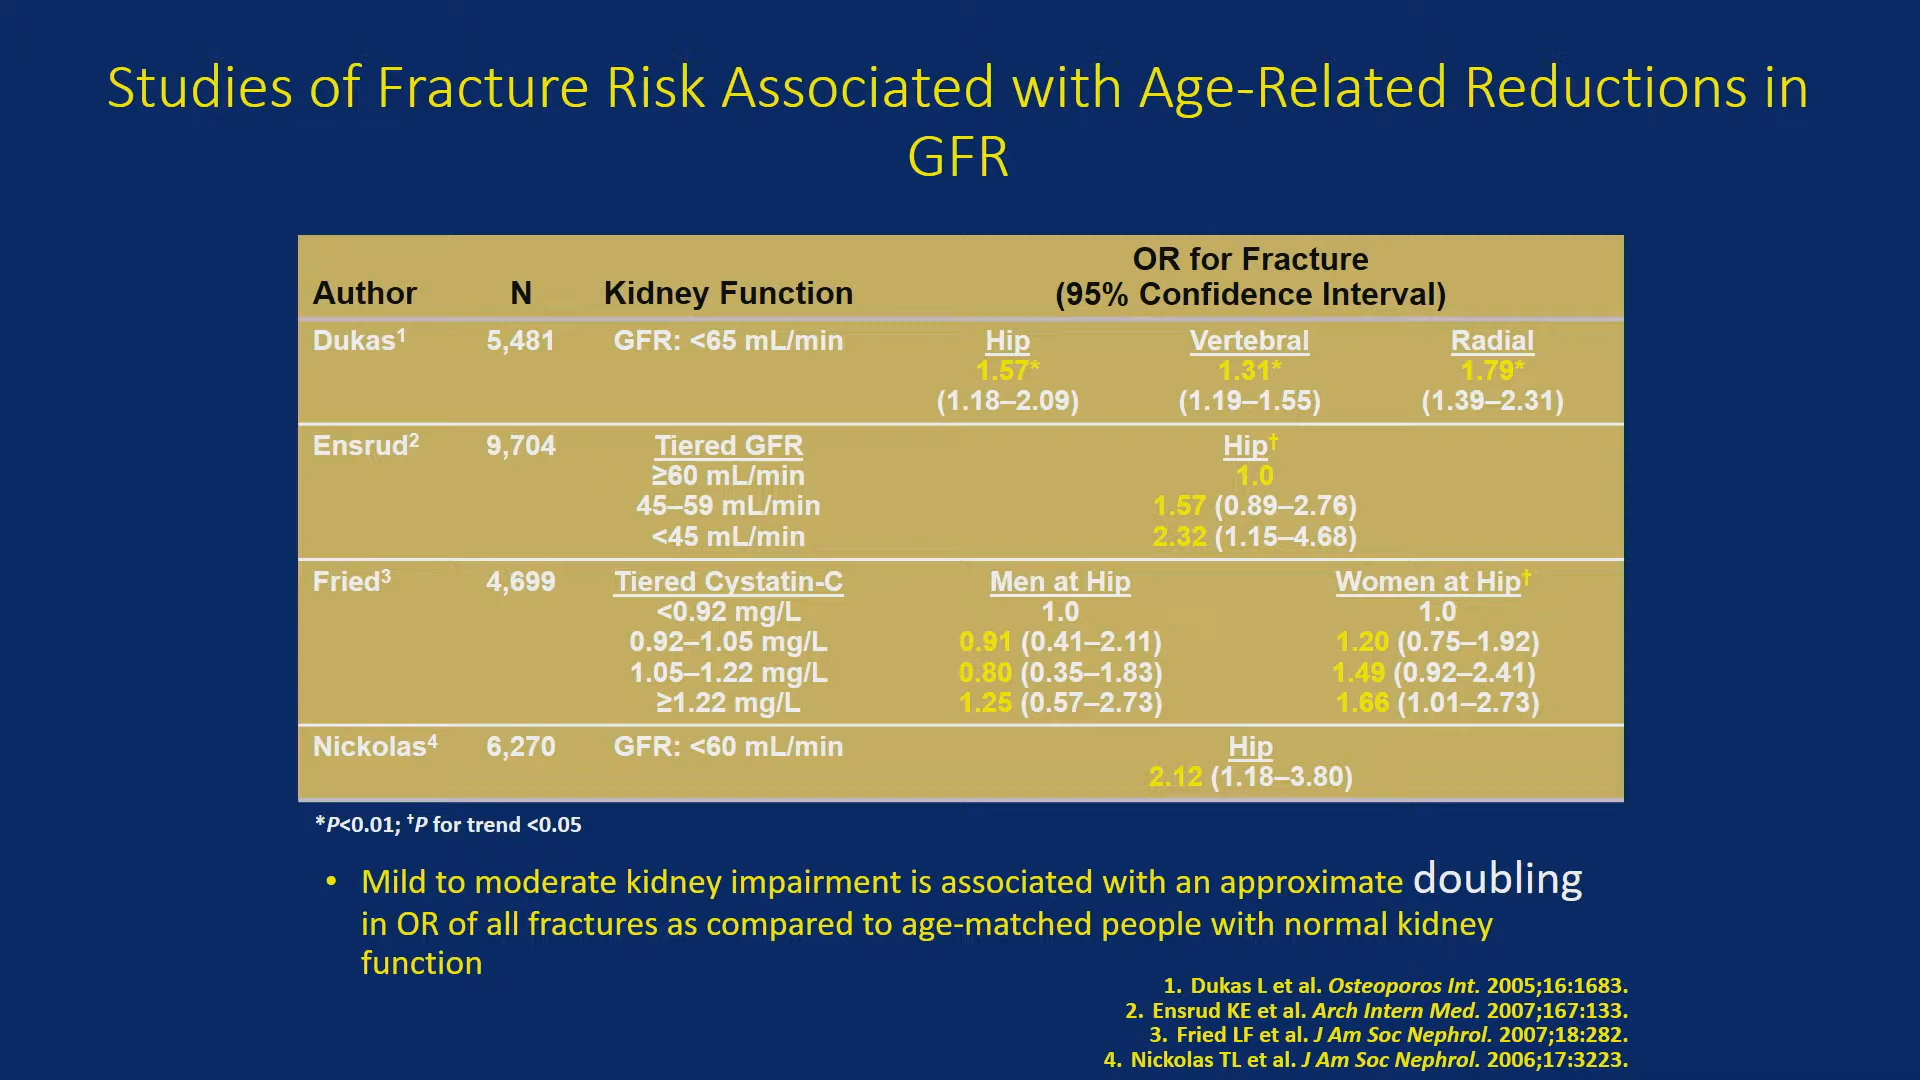 Studies of Fracture Risk Associated with Age-Related Reductions in
GFR
OR for Fracture
Author N Kidney Function (95% Confidence Interval)
Dukas¹ 5,481 GFR: <65 mL/min Hip Vertebral Radial
1.57* 1.31* 1.79*
(1.18–2.09) (1.19–1.55) (1.39–2.31)
Ensrud² 9,704 Tiered GFR Hip†
≥60 mL/min 1.0
45–59 mL/min 1.57 (0.89–2.76)
<45 mL/min 2.32 (1.15–4.68)
Fried³ 4,699 Tiered Cystatin-C Men at Hip Women at Hip†
<0.92 mg/L 1.0 1.0
0.92–1.05 mg/L 0.91 (0.41–2.11) 1.20 (0.75–1.92)
1.05–1.22 mg/L 0.80 (0.35–1.83) 1.49 (0.92–2.41)
≥1.22 mg/L 1.25 (0.57–2.73) 1.66 (1.01–2.73)
Nickolas⁴ 6,270 GFR: <60 mL/min Hip
2.12 (1.18–3.80)
*P<0.01; †P for trend <0.05
• Mild to moderate kidney impairment is associated with an approximate doubling
in OR of all fractures as compared to age-matched people with normal kidney
function
1. Dukas L et al. Osteoporos Int. 2005;16:1683.
2. Ensrud KE et al. Arch Intern Med. 2007;167:133.
3. Fried LF et al. J Am Soc Nephrol. 2007;18:282.
4. Nickolas TL et al. J Am Soc Nephrol. 2006;17:3223.